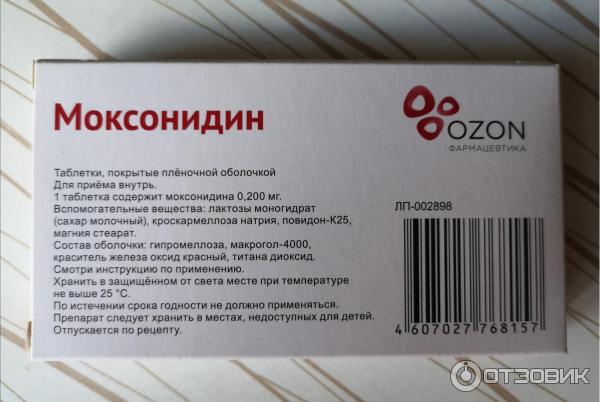 Моксонидин
OZON
ФАРМАЦЕВТИКА
Таблетки, покрытые плёночной оболочкой
Для приёма внутрь.
1 таблетка содержит моксонидина 0,200 мг.
Вспомогательные вещества: лактозы моногидрат
(сахар молочный), кроскармеллоза натрия, повидон-К25,
магния стеарат.
Состав оболочки: гипромеллоза, макрогол-4000,
краситель железа оксид красный, титана диоксид.
Смотри инструкцию по применению.
Хранить в защищённом от света месте при температуре
не выше 25 °С.
По истечении срока годности не должно применяться.
Препарат следует хранить в местах, недоступных для детей.
Отпускается по рецепту.
ЛП-002898
4 607027 768157
ОТЗОВИК